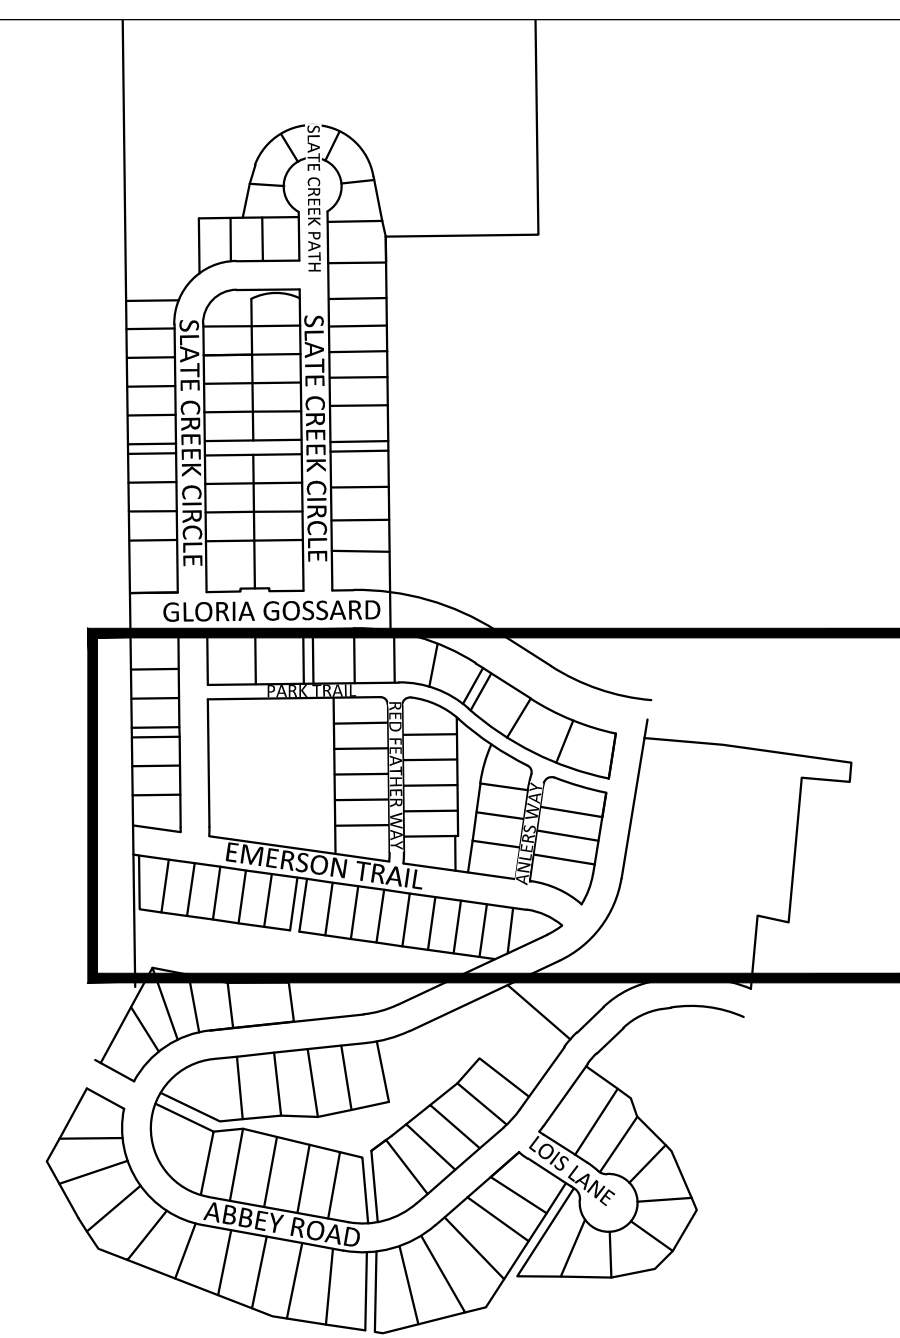 SLATE CREEK PATH
SLATE CREEK CIRCLE
SLATE CREEK CIRCLE
GLORIA GOSSARD
PARK TRAIL
RED FEATHER WAY
ANLERS WAY
EMERSON TRAIL
LOIS LANE
ABBEY ROAD